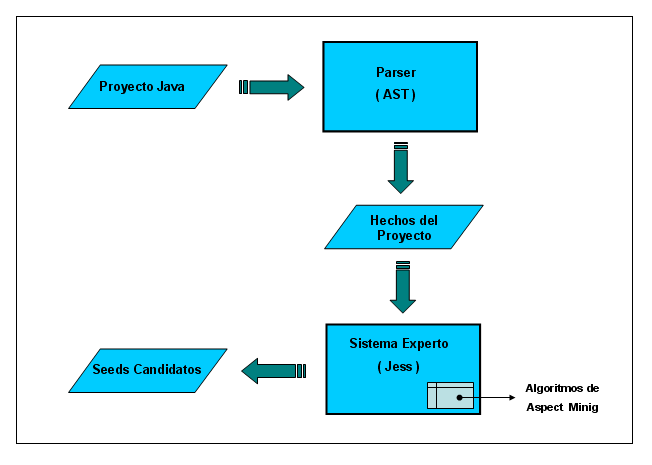 Proyecto Java
Parser
( AST )
Hechos del
Proyecto
Sistema Experto
( Jess )
Seeds Candidatos
Algoritmos de
Aspect Minig